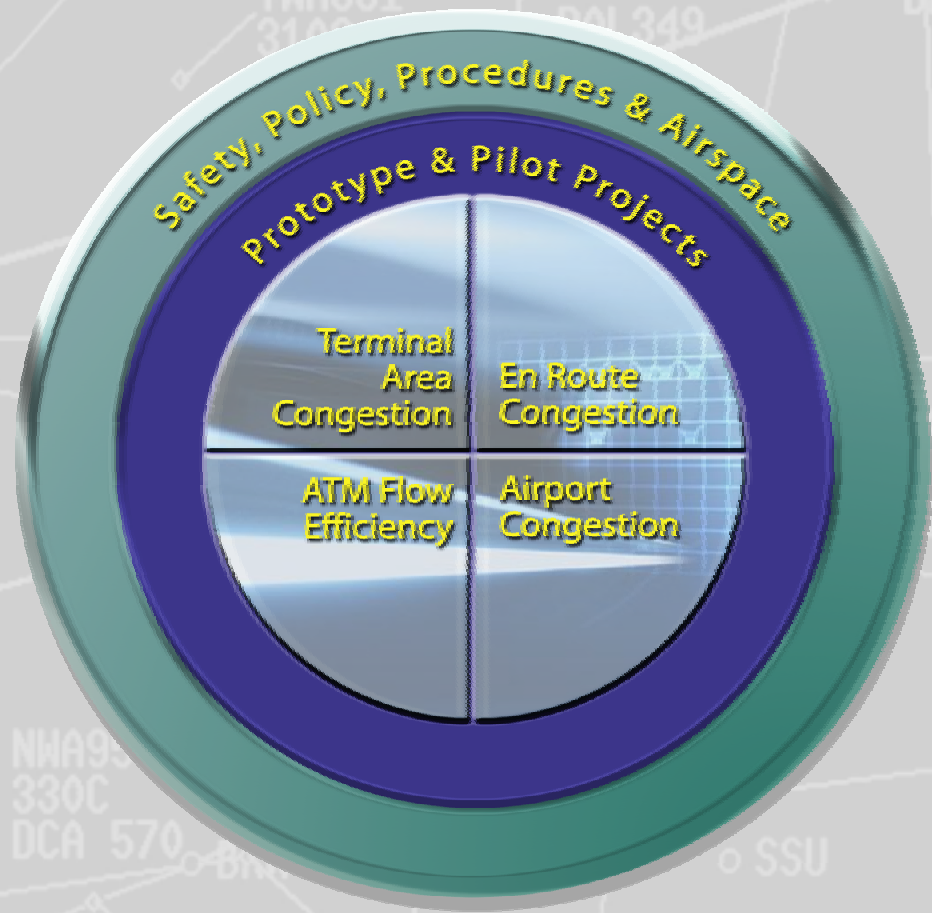 DAL349
Safety, Policy, Procedures & Airspace
Prototype & Pilot Projects
Terminal
Area
Congestion
En Route
Congestion
ATM Flow
Efficiency
Airport
Congestion
330C
DCA 570
SSU